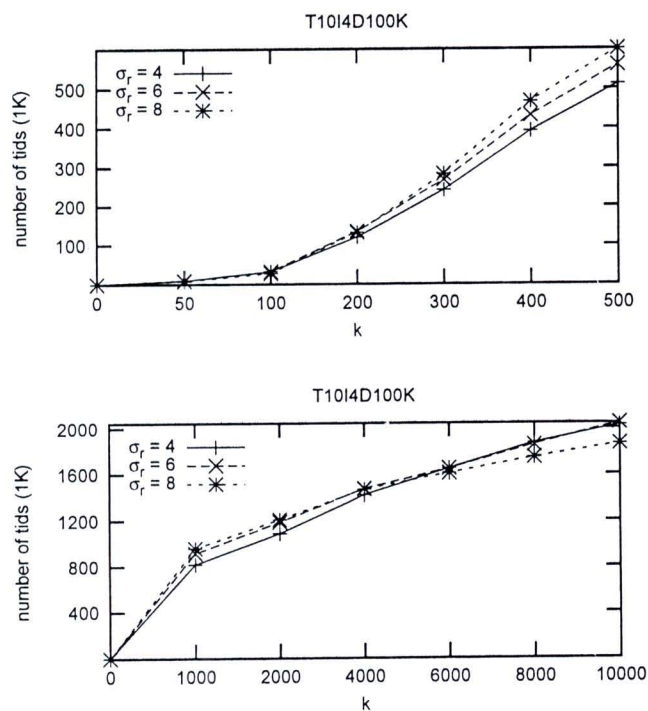 T10I4D100K
number of tids (1K)
σr = 4
σr = 6
σr = 8
500
400
300
200
100
0 50 100 200 300 400 500
k
T10I4D100K
number of tids (1K)
σr = 4
σr = 6
σr = 8
2000
1600
1200
800
400
0 1000 2000 4000 6000 8000 10000
k